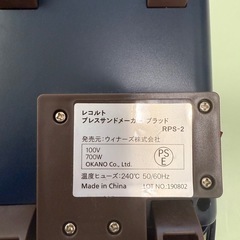 レコルト
プレスサンドメーカー プラッド
RPS-2
発売元：ウィナーズ株式会社
100V
700W
OKANO Co., Ltd.
PS
E
温度ヒューズ：240℃ 50/60Hz
Made in China
LOT NO.190802